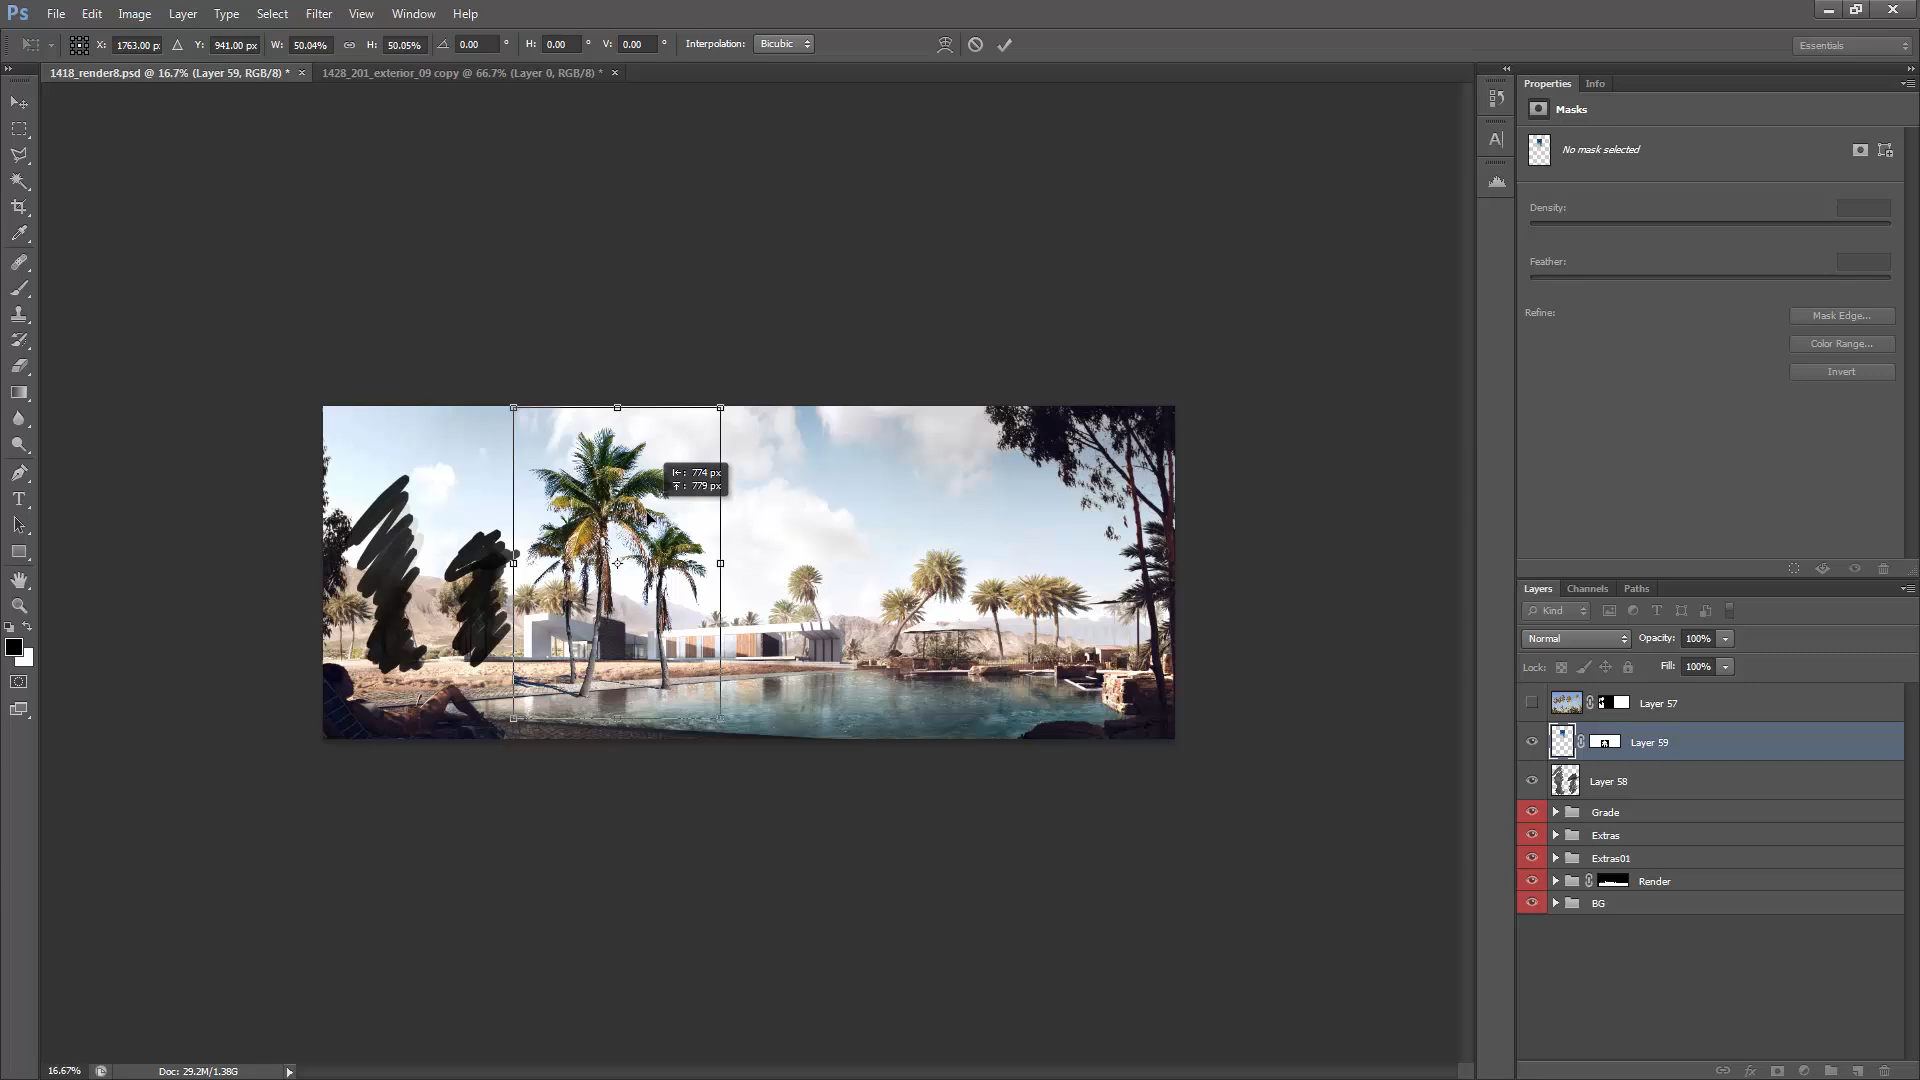 Ps File Edit Image Layer Type Select Filter View Window Help
X: 1763.00 p Y: 941.00 px W: 50.04% H: 50.05% 0.00 ° H: 0.00 ° V: 0.00 ° Interpolation: Bicubic Essentials
1418_render8.psd @ 16.7% (Layer 59, RGB/8) * × 1428_201_exterior_09 copy @ 66.7% (Layer 0, RGB/8) * ×
Properties Info
Masks
No mask selected
Density:
Feather:
Refine:
Mask Edge...
Color Range...
Invert
774 px
779 px
Layers Channels Paths
Kind
Normal Opacity: 100%
Lock: Fill: 100%
Layer 57
Layer 59
Layer 58
Grade
Extras
Extras01
Render
BG
16.67% Doc: 29.2M/1.38G